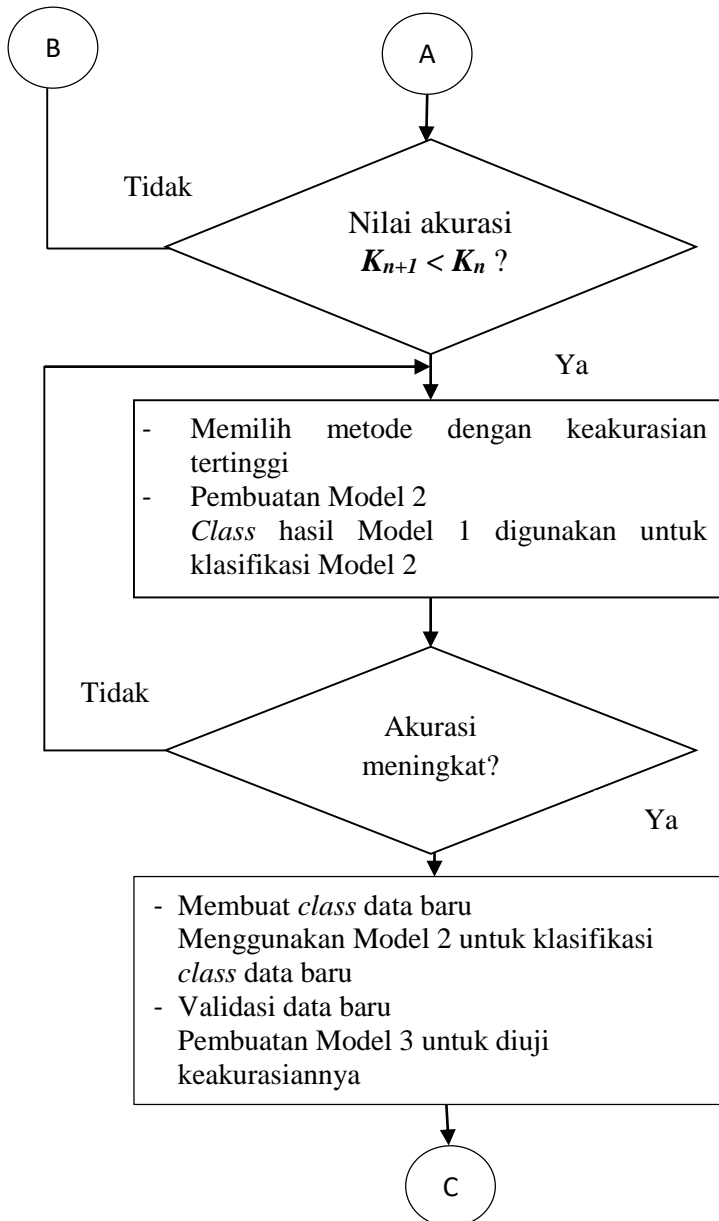 B
A
Tidak
Nilai akurasi
Kn+1 < Kn ?
Ya
- Memilih metode dengan keakurasian
tertinggi
- Pembuatan Model 2
Class hasil Model 1 digunakan untuk
klasifikasi Model 2
Tidak
Akurasi
meningkat?
Ya
- Membuat class data baru
Menggunakan Model 2 untuk klasifikasi
class data baru
- Validasi data baru
Pembuatan Model 3 untuk diuji
keakurasiannya
C